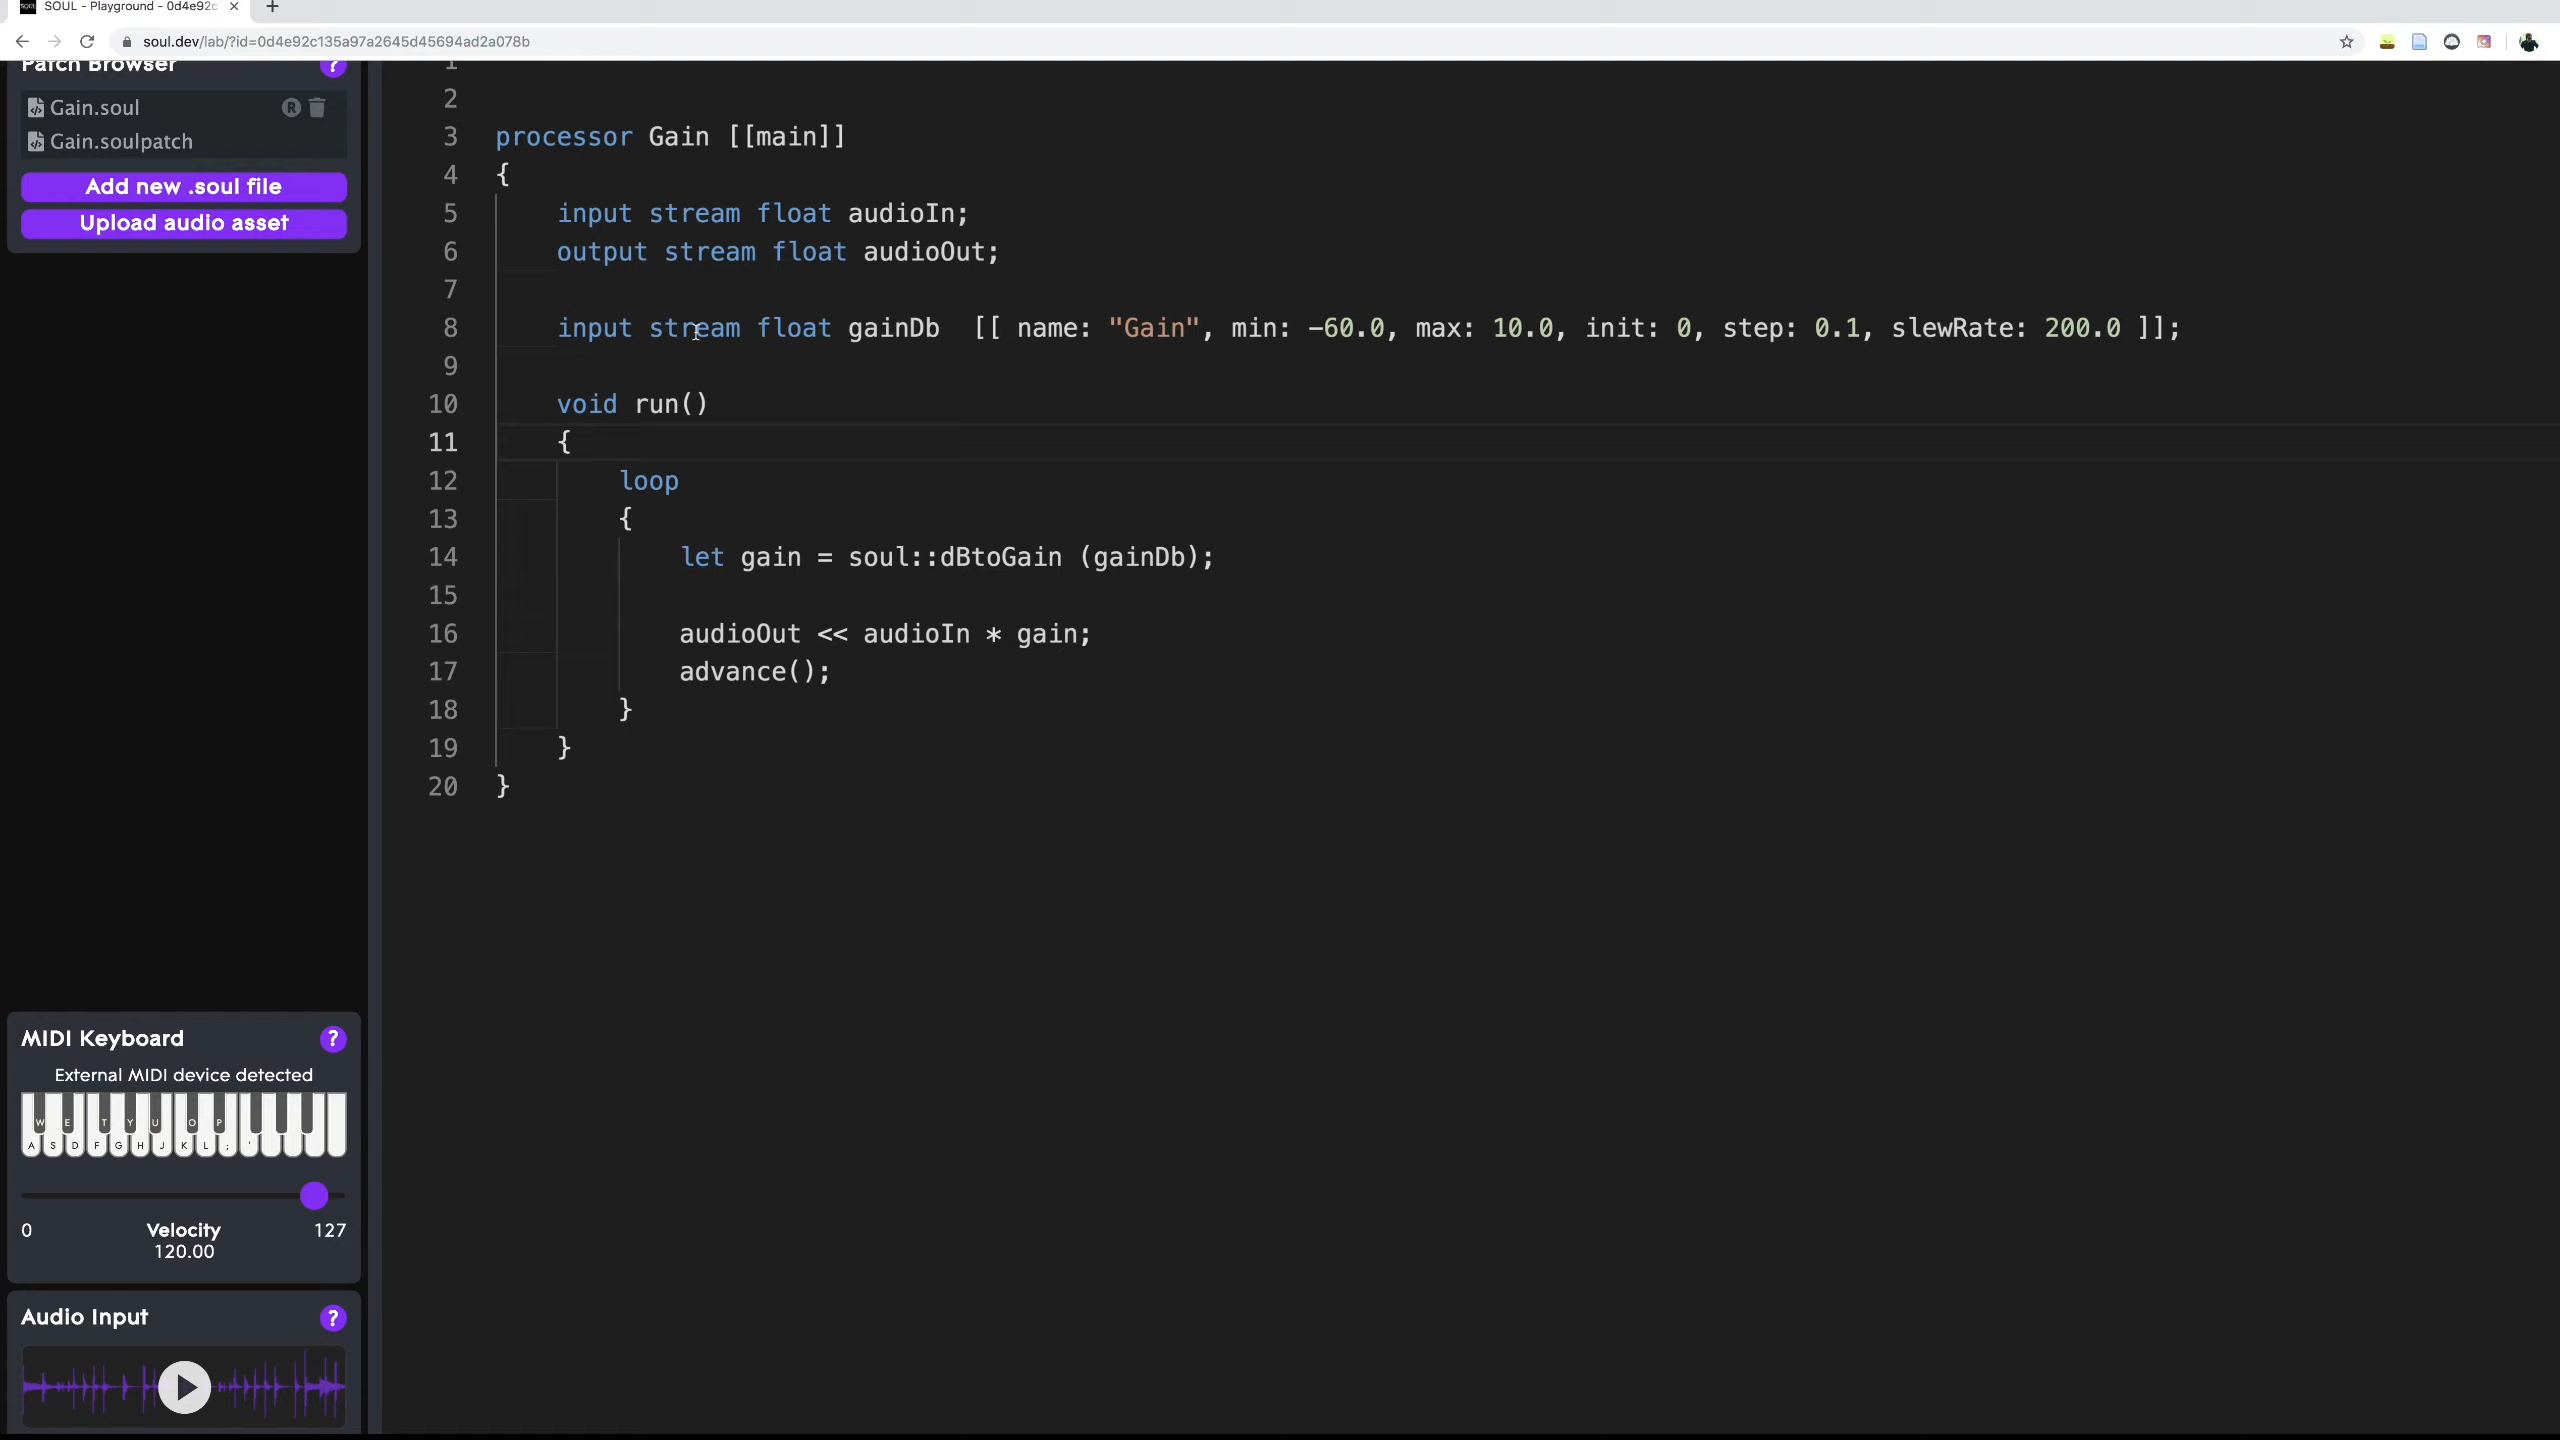 SOUL - Playground - 0d4e92c
soul.dev/lab/?id=0d4e92c135a97a2645d45694ad2a078b
Patch Browser ?
Gain.soul R
Gain.soulpatch
Add new .soul file
Upload audio asset
1
2
3 processor Gain [[main]]
4 {
5 input stream float audioIn;
6 output stream float audioOut;
7
8 input stream float gainDb [[ name: "Gain", min: -60.0, max: 10.0, init: 0, step: 0.1, slewRate: 200.0 ]];
9
10 void run()
11 {
12 loop
13 {
14 let gain = soul::dBtoGain (gainDb);
15
16 audioOut << audioIn * gain;
17 advance();
18 }
19 }
20 }
MIDI Keyboard ?
External MIDI device detected
W E T Y U O P
A S D F G H J K L ; '
0 Velocity 127
120.00
Audio Input ?